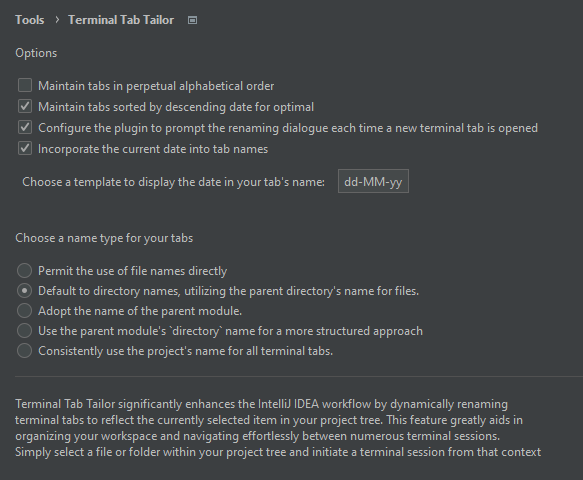 Tools › Terminal Tab Tailor
Options
Maintain tabs in perpetual alphabetical order
Maintain tabs sorted by descending date for optimal
Configure the plugin to prompt the renaming dialogue each time a new terminal tab is opened
Incorporate the current date into tab names
Choose a template to display the date in your tab's name: dd-MM-yy
Choose a name type for your tabs
Permit the use of file names directly
Default to directory names, utilizing the parent directory's name for files.
Adopt the name of the parent module.
Use the parent module's `directory` name for a more structured approach
Consistently use the project's name for all terminal tabs.
Terminal Tab Tailor significantly enhances the IntelliJ IDEA workflow by dynamically renaming
terminal tabs to reflect the currently selected item in your project tree. This feature greatly aids in
organizing your workspace and navigating effortlessly between numerous terminal sessions.
Simply select a file or folder within your project tree and initiate a terminal session from that context